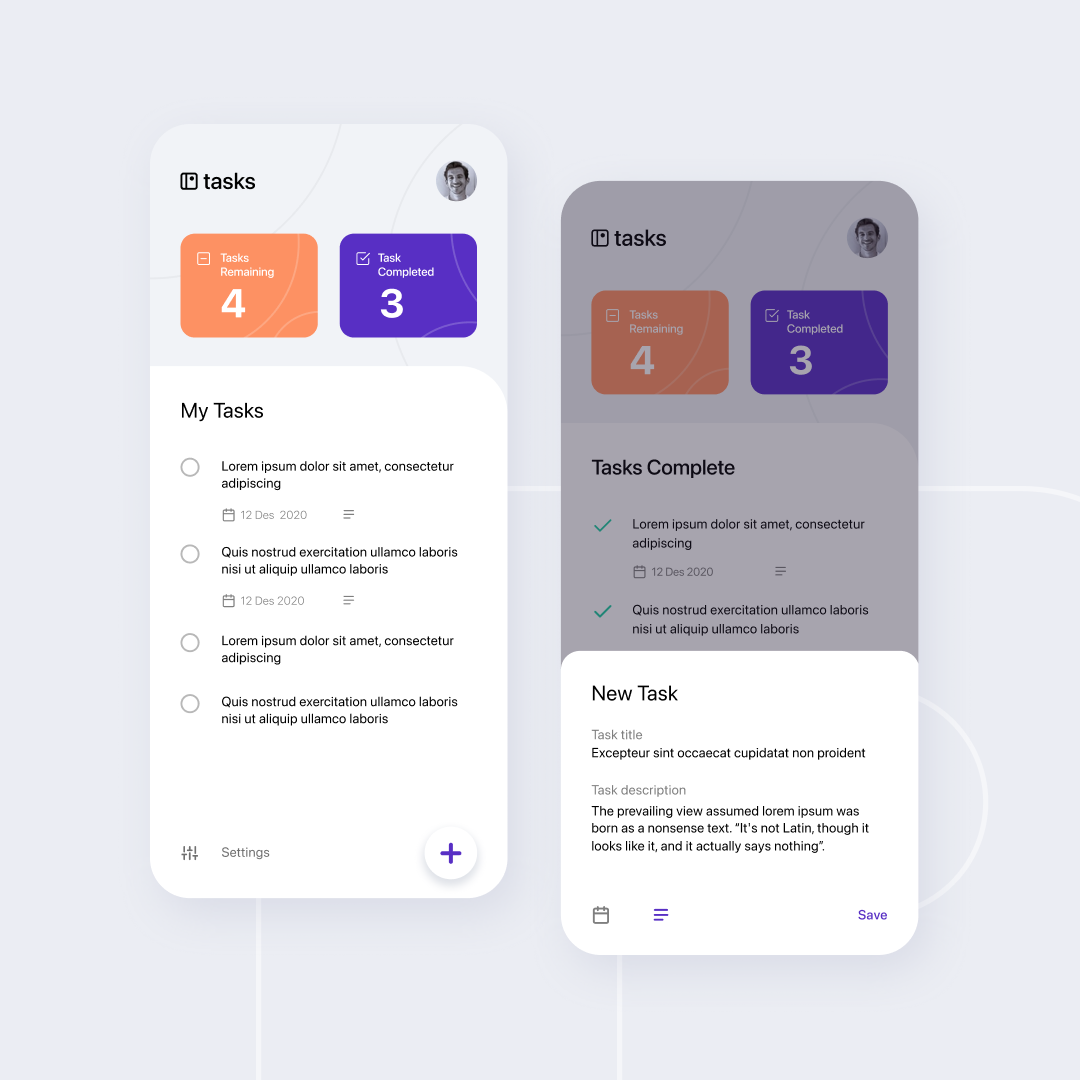 tasks
Tasks
Remaining
4
Task
Completed
3
My Tasks
Lorem ipsum dolor sit amet, consectetur
adipiscing
12 Des  2020
Quis nostrud exercitation ullamco laboris
nisi ut aliquip ullamco laboris
12 Des 2020
Lorem ipsum dolor sit amet, consectetur
adipiscing
Quis nostrud exercitation ullamco laboris
nisi ut aliquip ullamco laboris
Settings
tasks
Tasks
Remaining
4
Task
Completed
3
Tasks Complete
Lorem ipsum dolor sit amet, consectetur
adipiscing
12 Des 2020
Quis nostrud exercitation ullamco laboris
nisi ut aliquip ullamco laboris
New Task
Task title
Excepteur sint occaecat cupidatat non proident
Task description
The prevailing view assumed lorem ipsum was
born as a nonsense text. “It's not Latin, though it
looks like it, and it actually says nothing”.
Save